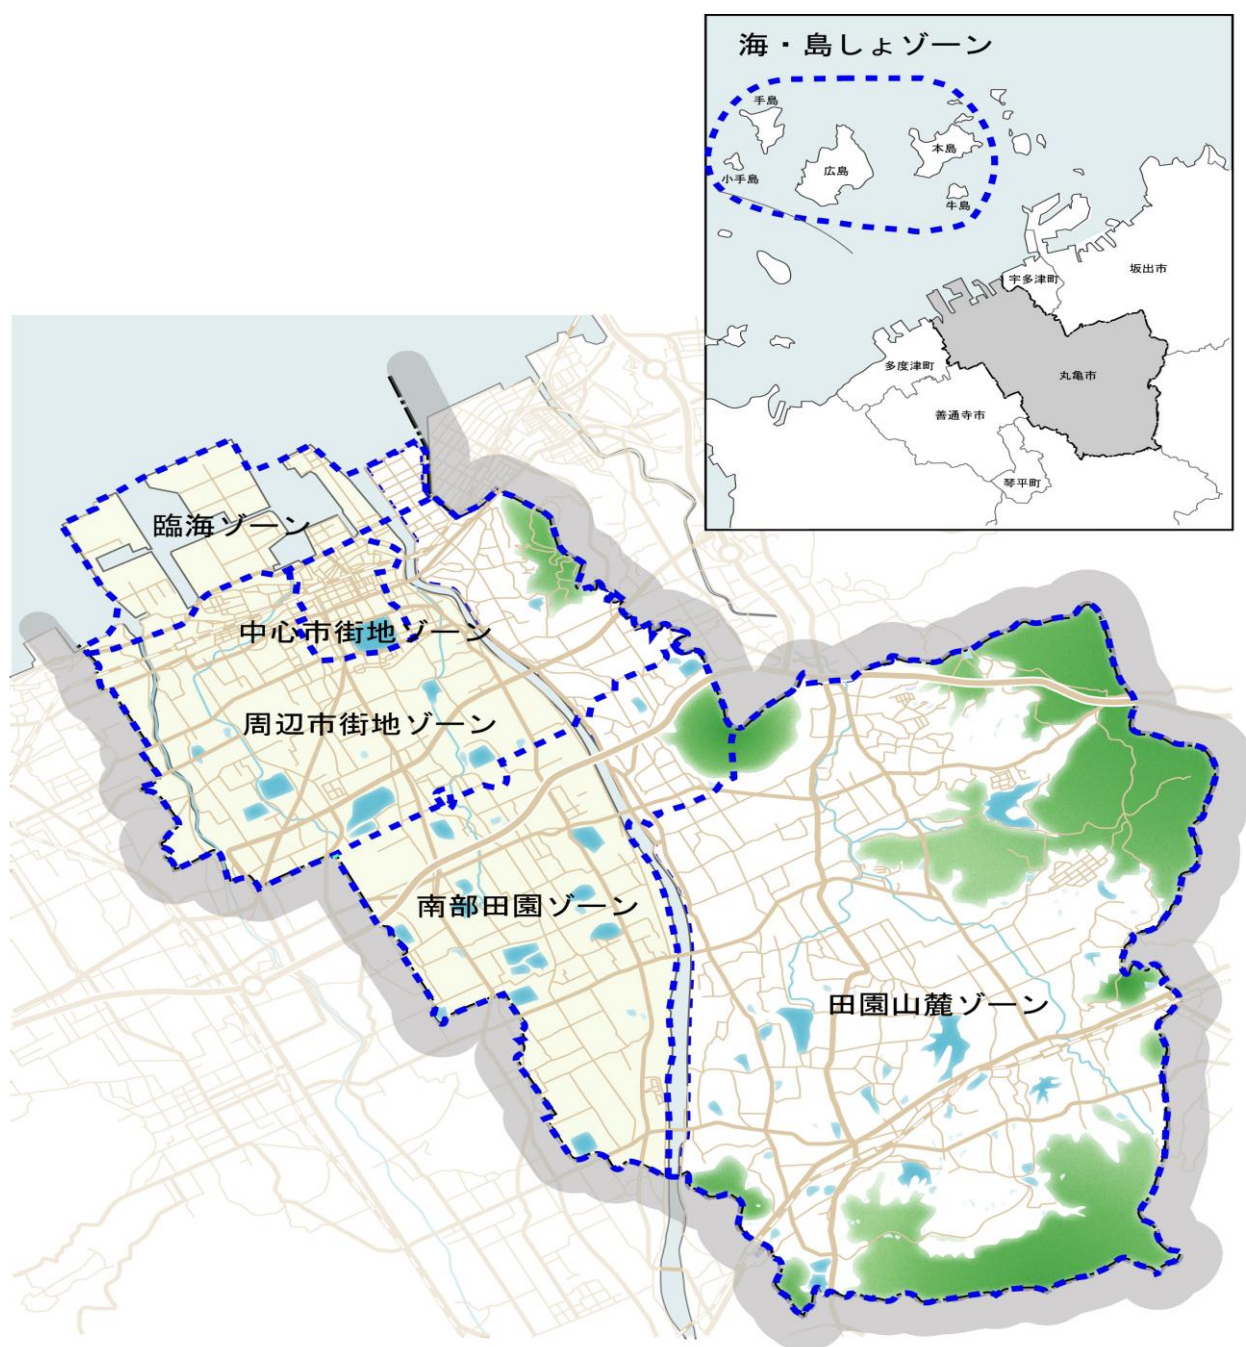 海・島しょゾーン
手島
本島
広島
小手島
牛島
宇多津町
坂出市
多度津町
丸亀市
善通寺市
琴平町
臨海ゾーン
中心市街地ゾーン
周辺市街地ゾーン
南部田園ゾーン
田園山麓ゾーン